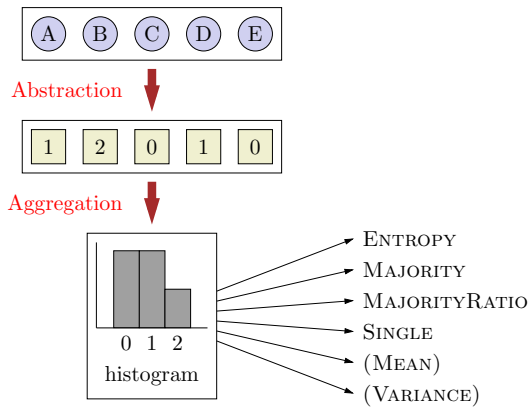 A B C D E
Abstraction
1 2 0 1 0
Aggregation
0 1 2
histogram
ENTROPY
MAJORITY
MAJORITYRATIO
SINGLE
(MEAN)
(VARIANCE)